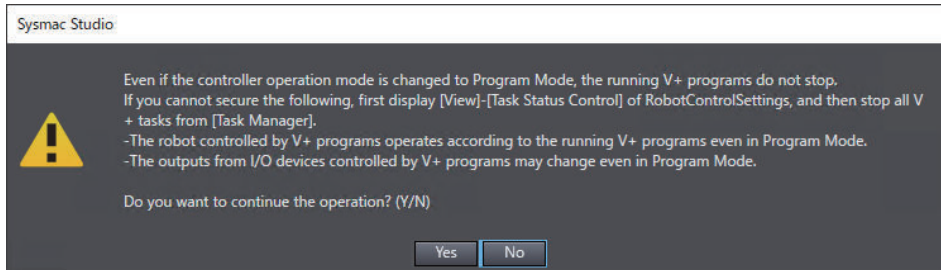 Sysmac Studio
Even if the controller operation mode is changed to Program Mode, the running V+ programs do not stop.
If you cannot secure the following, first display [View]-[Task Status Control] of RobotControlSettings, and then stop all V
+ tasks from [Task Manager].
-The robot controlled by V+ programs operates according to the running V+ programs even in Program Mode.
-The outputs from I/O devices controlled by V+ programs may change even in Program Mode.
Do you want to continue the operation? (Y/N)
Yes No